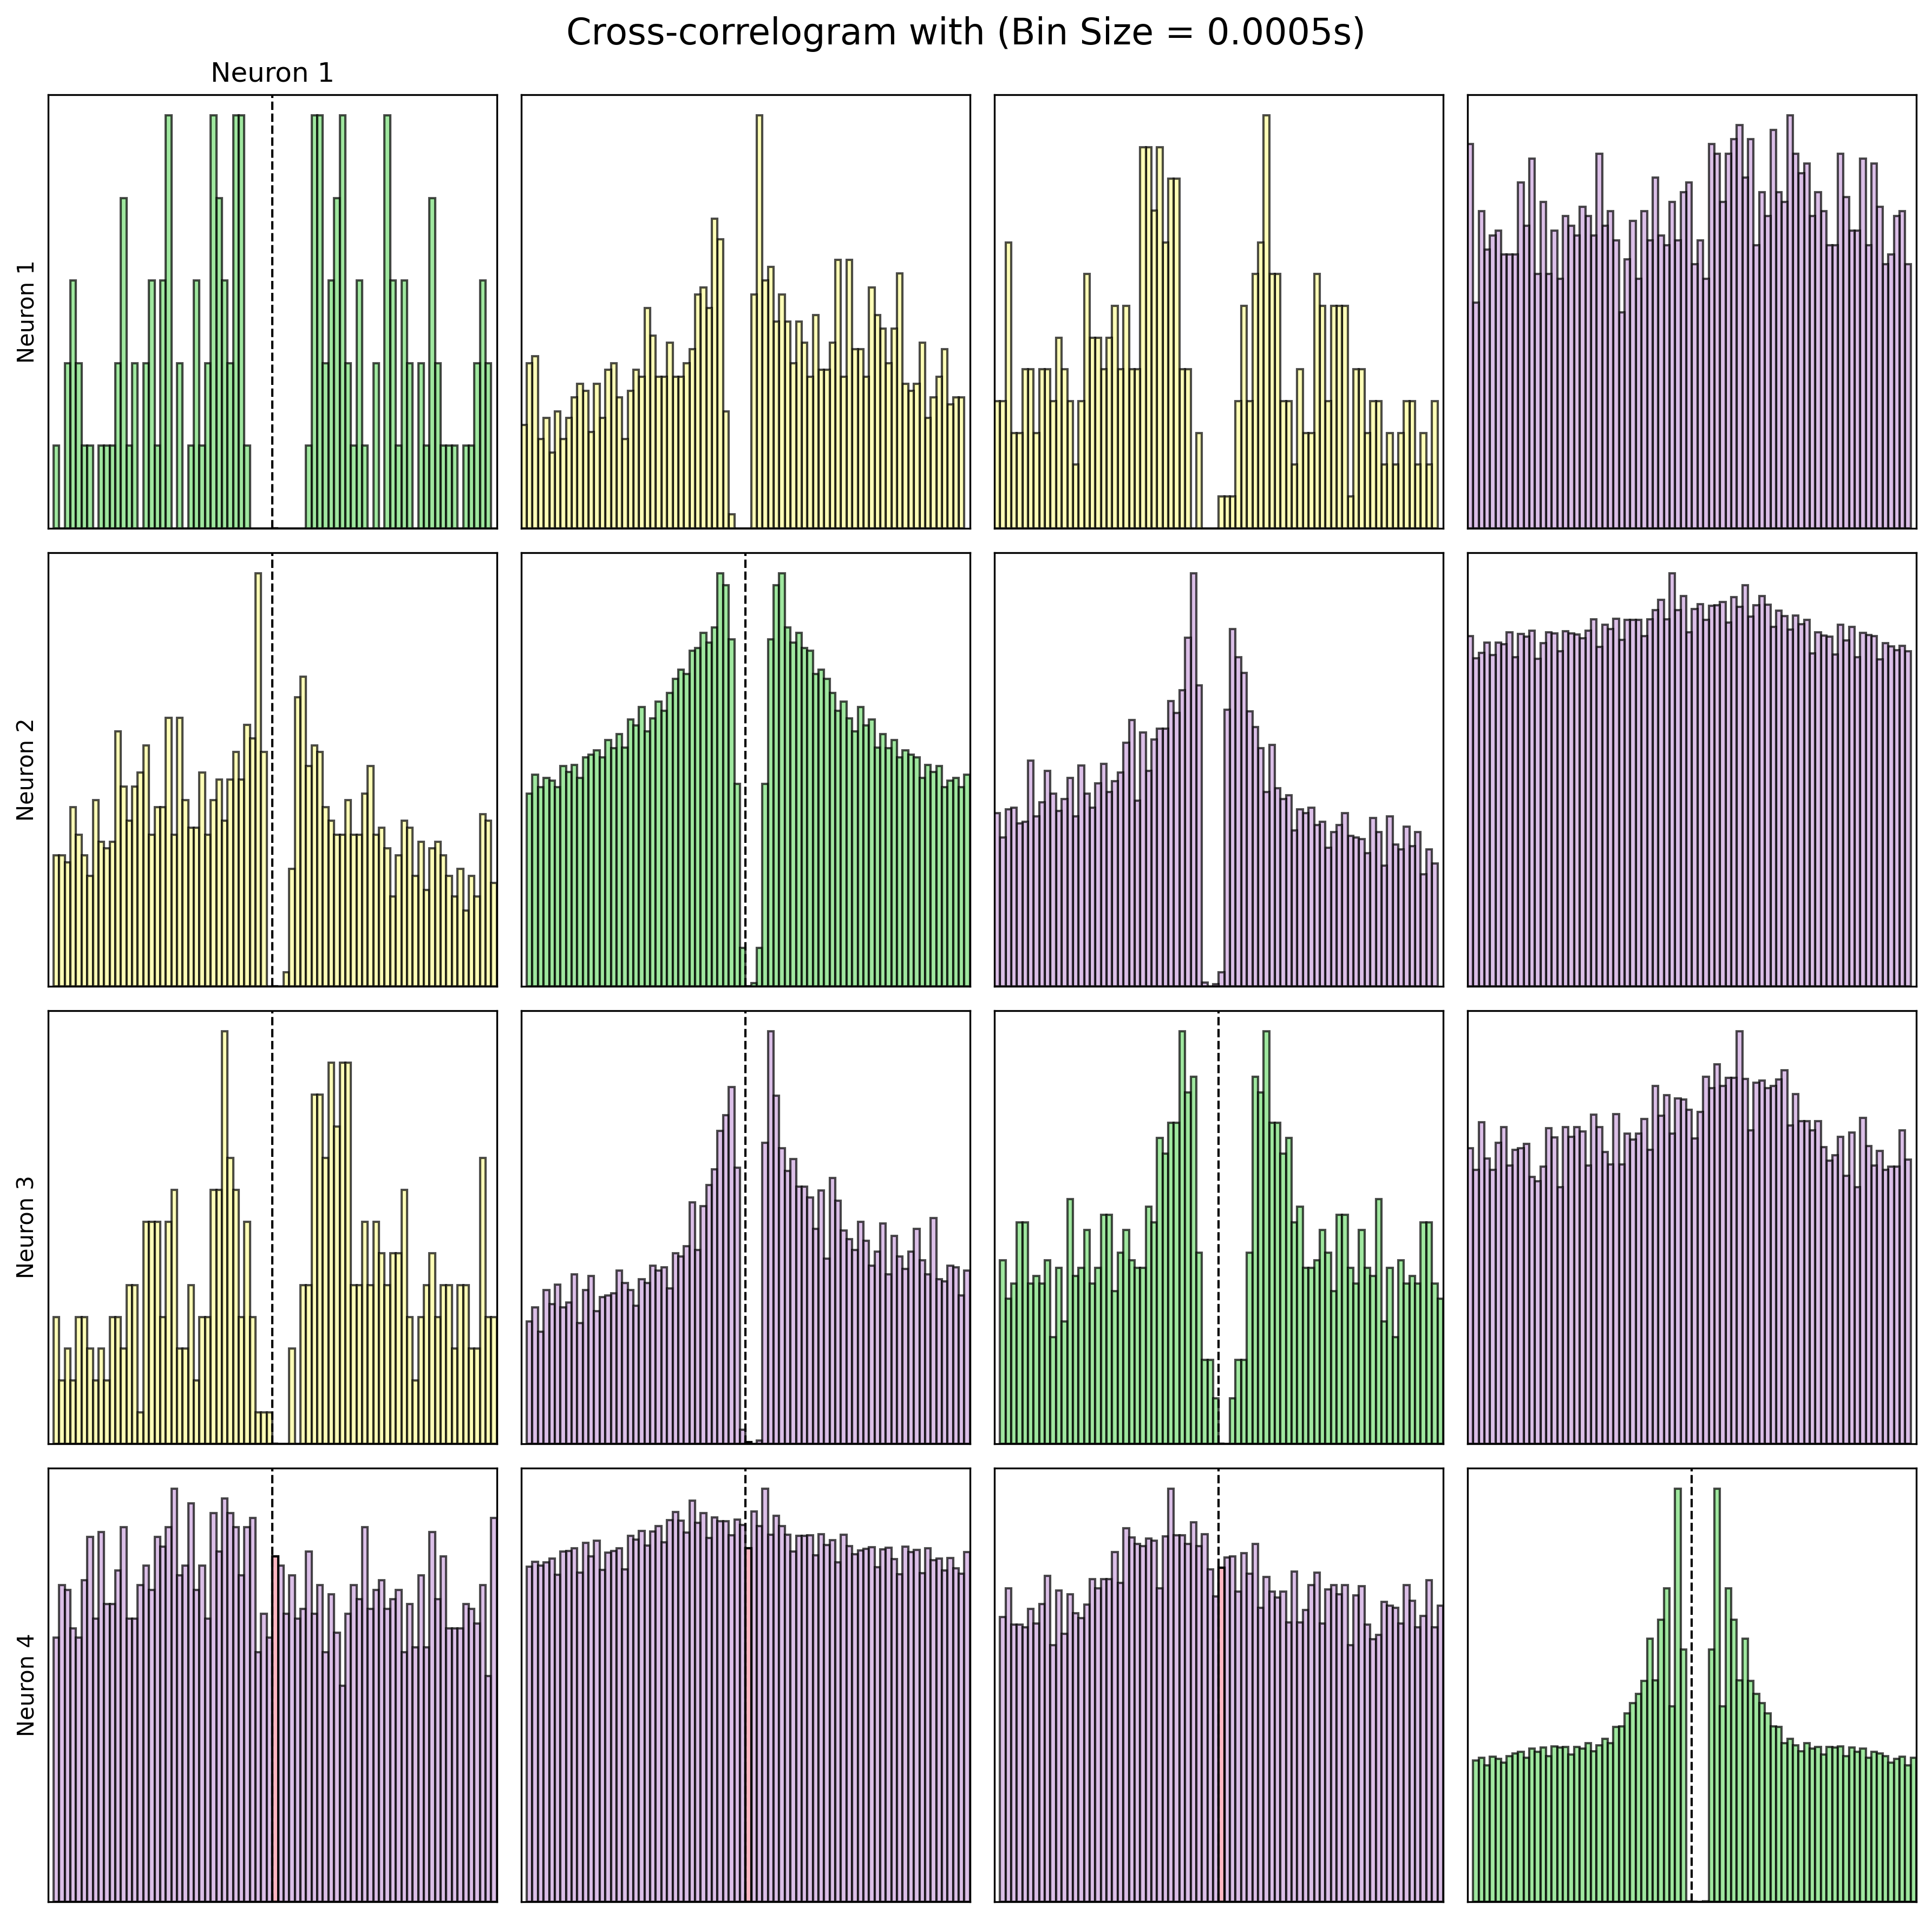 Cross-correlogram with (Bin Size = 0.0005s)
Neuron 1
Neuron 1
Neuron 2
Neuron 3
Neuron 4